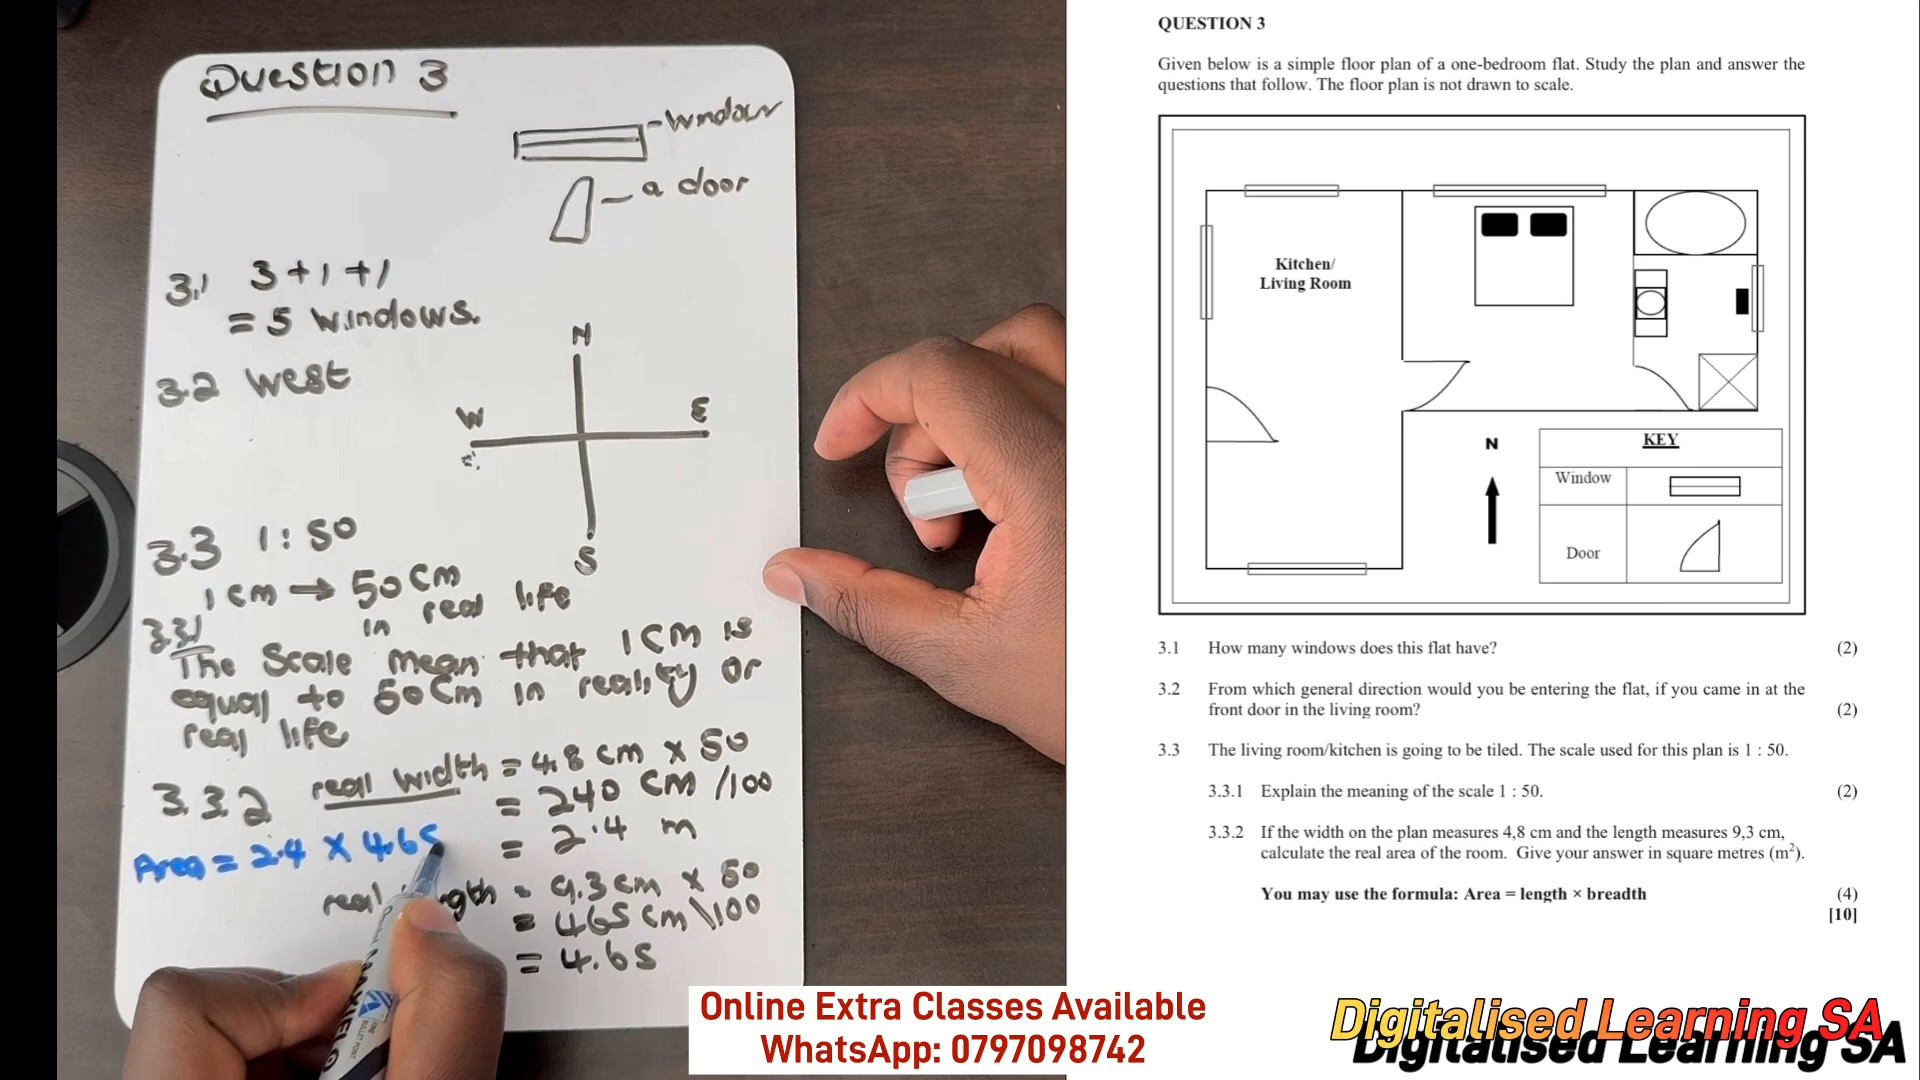 Question 3
- Window
- a door
3.1 3 + 1 + 1
= 5 windows.
3.2 West
N
W
E
S
3.3 1 : 50
1 cm → 50 cm
in real life
3.3.1
The Scale mean that 1 cm is
equal to 50 cm in reality or
real life
3.3.2 real width = 4.8 cm x 50
= 240 cm /100
= 2.4 m
Area = 2.4 x 4.65
= 9.3 cm x 50
= 465 cm \100
= 4.65
QUESTION 3
Given below is a simple floor plan of a one-bedroom flat. Study the plan and answer the
questions that follow. The floor plan is not drawn to scale.
Kitchen/
Living Room
N
KEY
Window
Door
3.1 How many windows does this flat have? (2)
3.2 From which general direction would you be entering the flat, if you came in at the
front door in the living room? (2)
3.3 The living room/kitchen is going to be tiled. The scale used for this plan is 1 : 50.
3.3.1 Explain the meaning of the scale 1 : 50. (2)
3.3.2 If the width on the plan measures 4,8 cm and the length measures 9,3 cm,
calculate the real area of the room. Give your answer in square metres (m²).
You may use the formula: Area = length × breadth (4)
[10]
Online Extra Classes Available
WhatsApp: 0797098742
Digitalised Learning SA